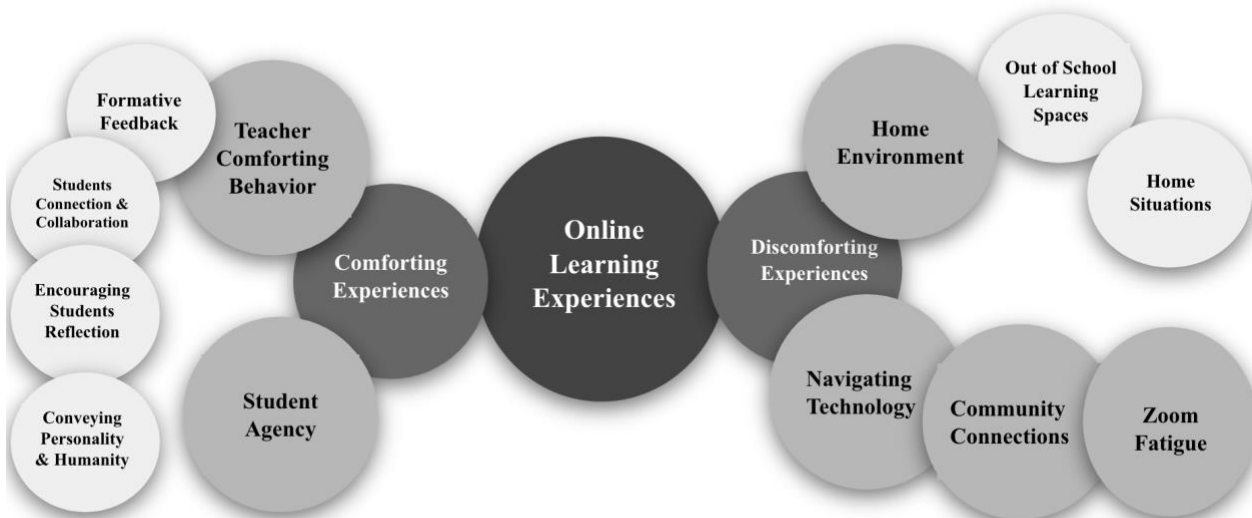 Formative
Feedback
Students
Connection &
Collaboration
Encouraging
Students
Reflection
Conveying
Personality
& Humanity
Teacher
Comforting
Behavior
Student
Agency
Comforting
Experiences
Online
Learning
Experiences
Discomforting
Experiences
Home
Environment
Out of School
Learning
Spaces
Home
Situations
Navigating
Technology
Community
Connections
Zoom
Fatigue